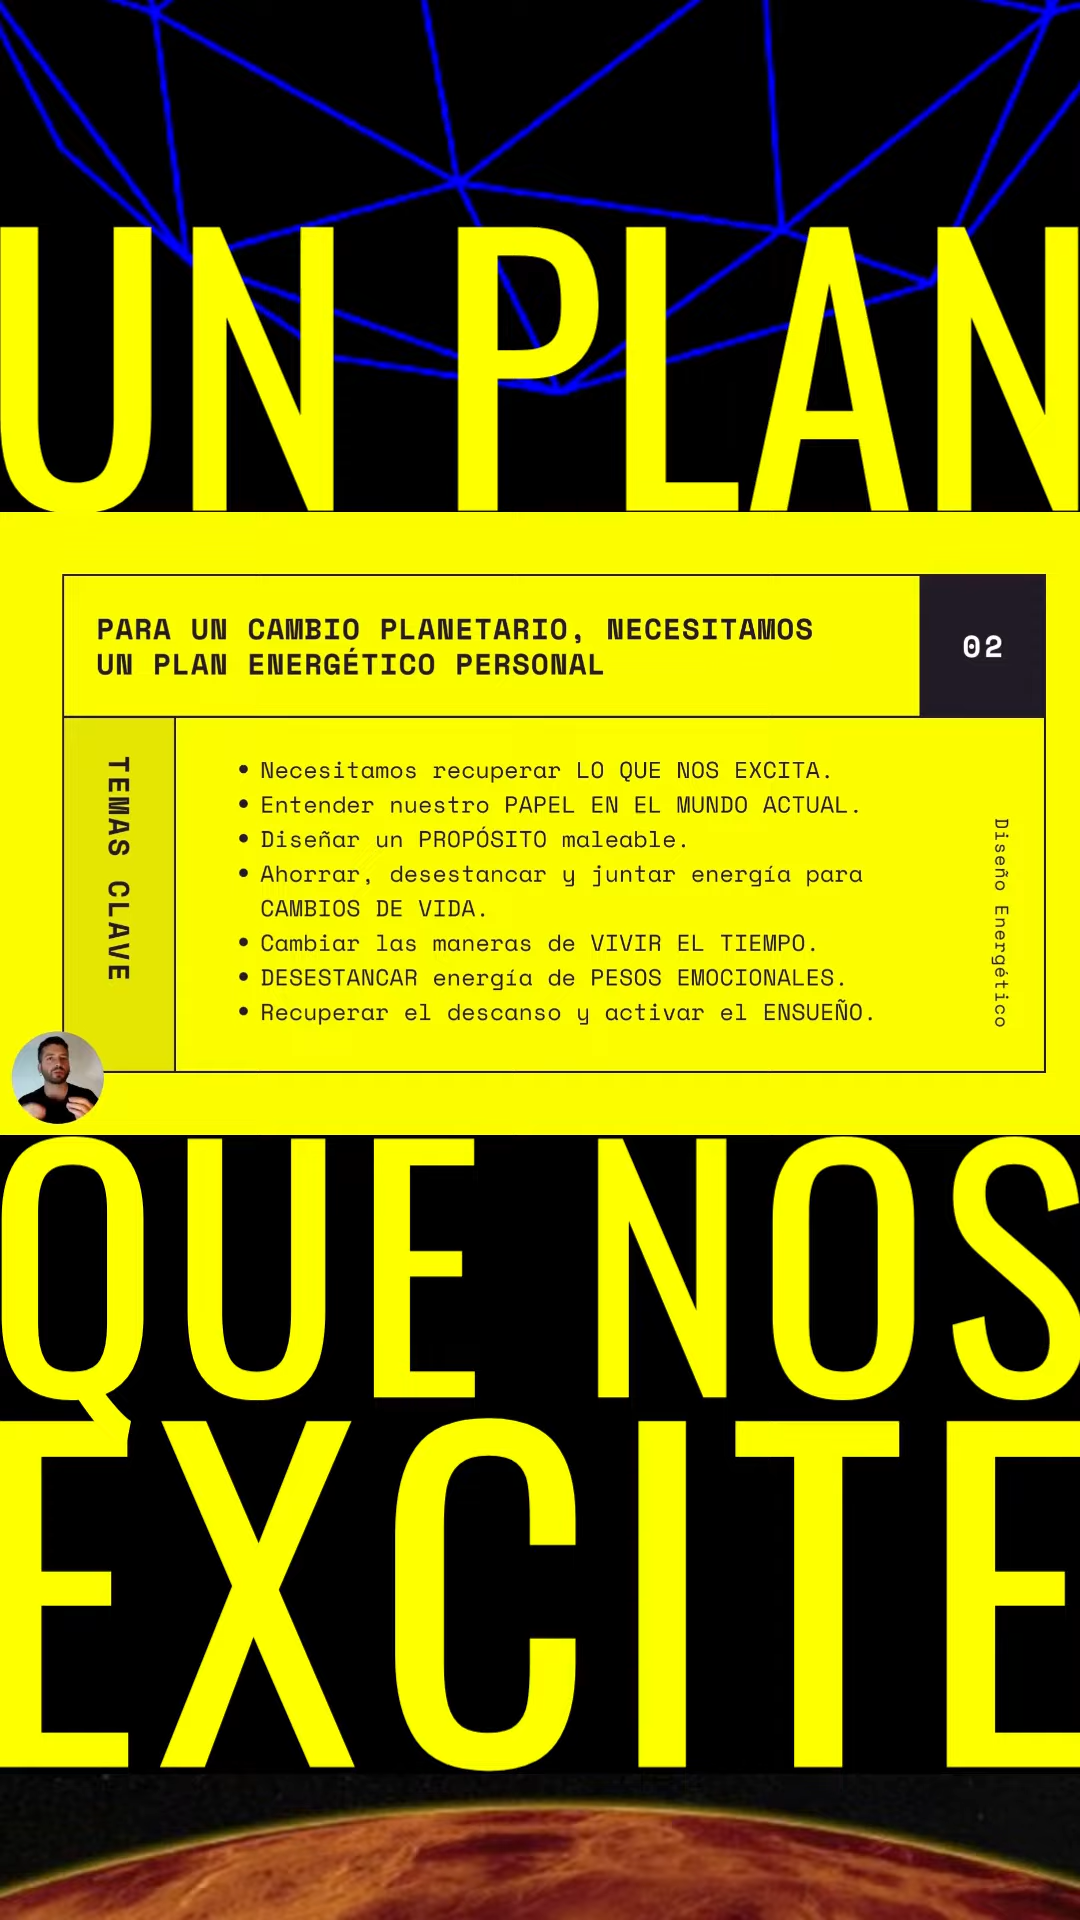 UN PLAN
PARA UN CAMBIO PLANETARIO, NECESITAMOS
UN PLAN ENERGÉTICO PERSONAL
02
TEMAS CLAVE
• Necesitamos recuperar LO QUE NOS EXCITA.
• Entender nuestro PAPEL EN EL MUNDO ACTUAL.
• Diseñar un PROPÓSITO maleable.
• Ahorrar, desestancar y juntar energía para
CAMBIOS DE VIDA.
• Cambiar las maneras de VIVIR EL TIEMPO.
• DESESTANCAR energía de PESOS EMOCIONALES.
• Recuperar el descanso y activar el ENSUEÑO.
Diseño Energético
QUE NOS
EXCITE